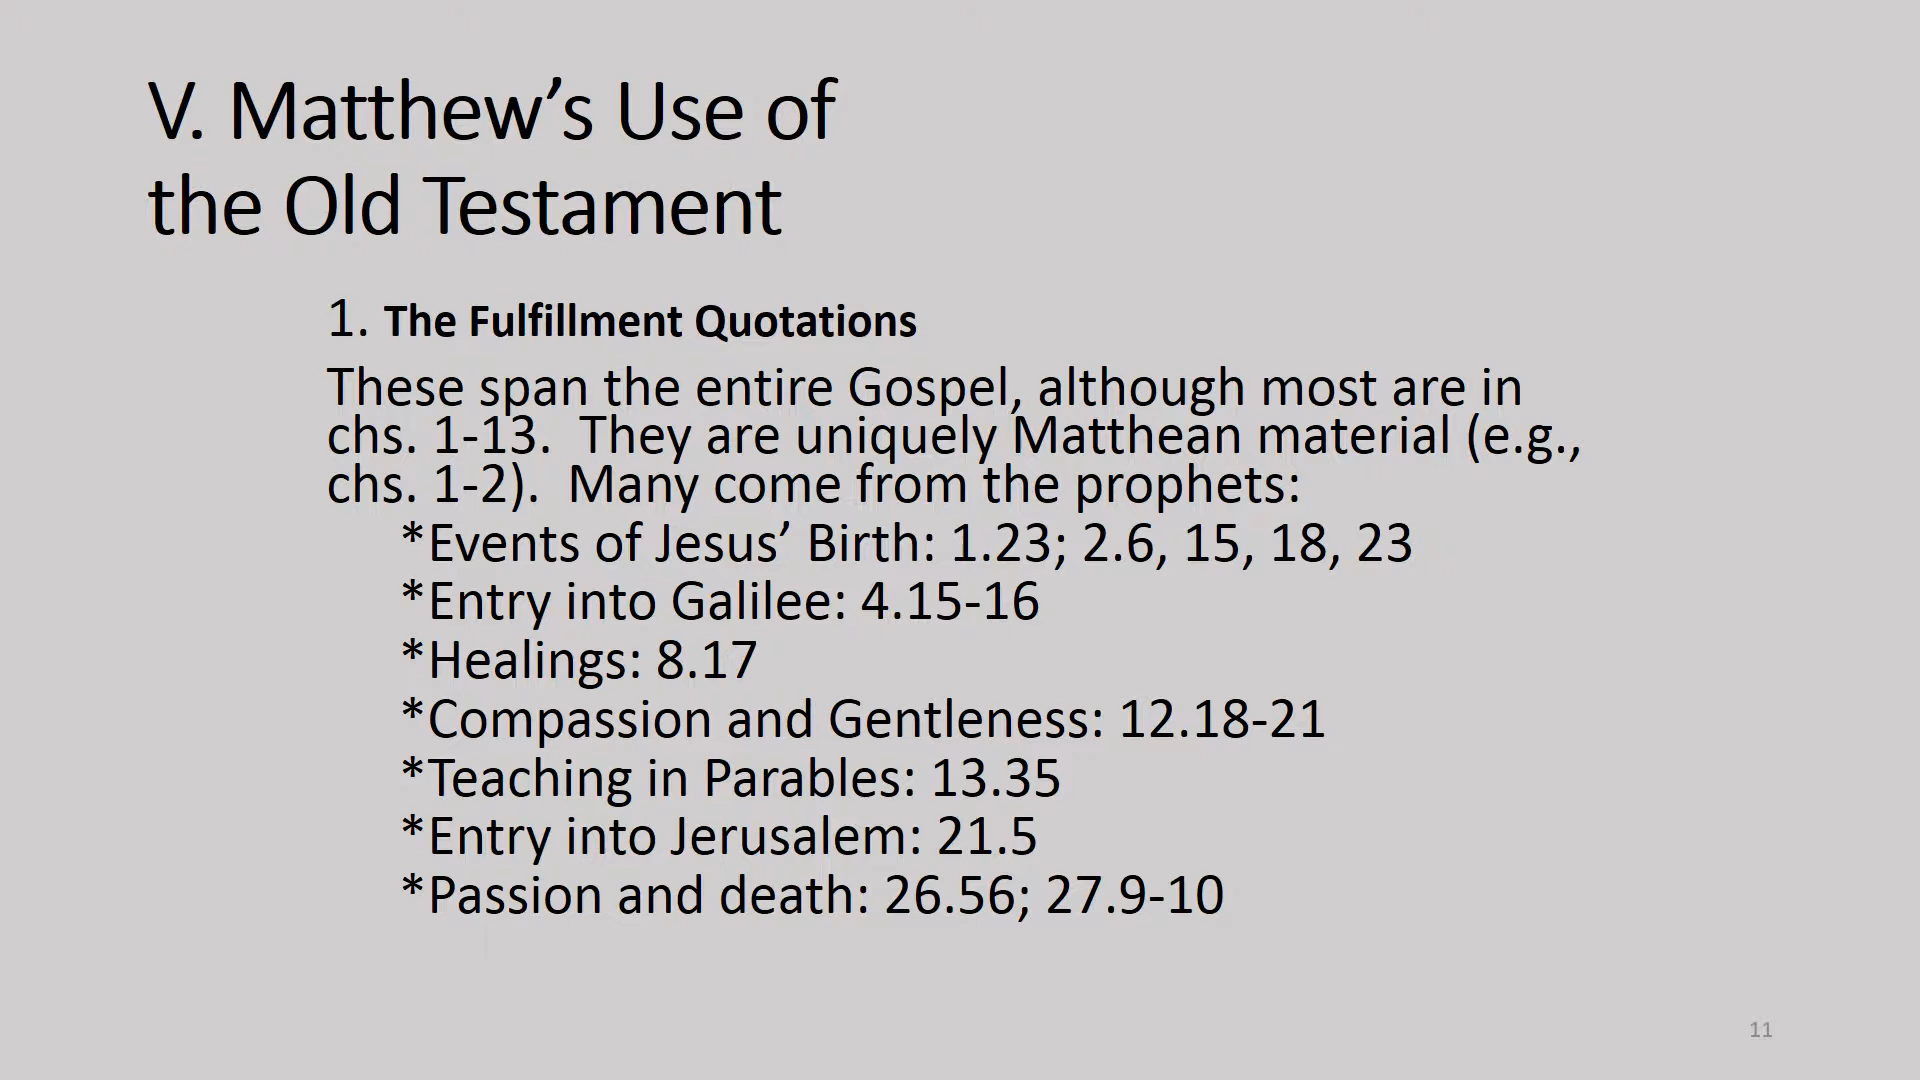 V. Matthew’s Use of
the Old Testament
1. The Fulfillment Quotations
These span the entire Gospel, although most are in
chs. 1-13.  They are uniquely Matthean material (e.g.,
chs. 1-2).  Many come from the prophets:
*Events of Jesus’ Birth: 1.23; 2.6, 15, 18, 23
*Entry into Galilee: 4.15-16
*Healings: 8.17
*Compassion and Gentleness: 12.18-21
*Teaching in Parables: 13.35
*Entry into Jerusalem: 21.5
*Passion and death: 26.56; 27.9-10
11